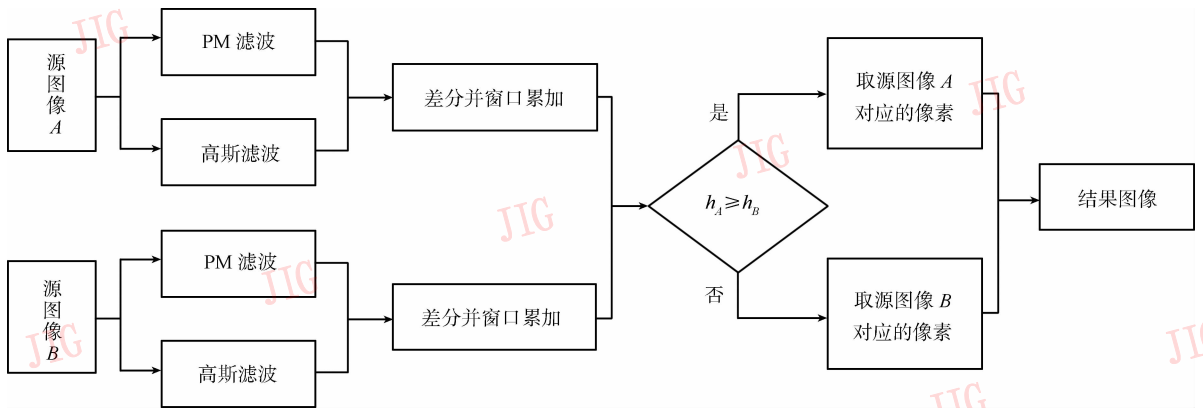 源图像A
PM 滤波
高斯滤波
差分并窗口累加
源图像B
PM 滤波
高斯滤波
差分并窗口累加
h_A≥h_B
是
否
取源图像 A
对应的像素
取源图像 B
对应的像素
结果图像
JIG
JIG
JIG
JIG
JIG
JIG
JIG
JIG